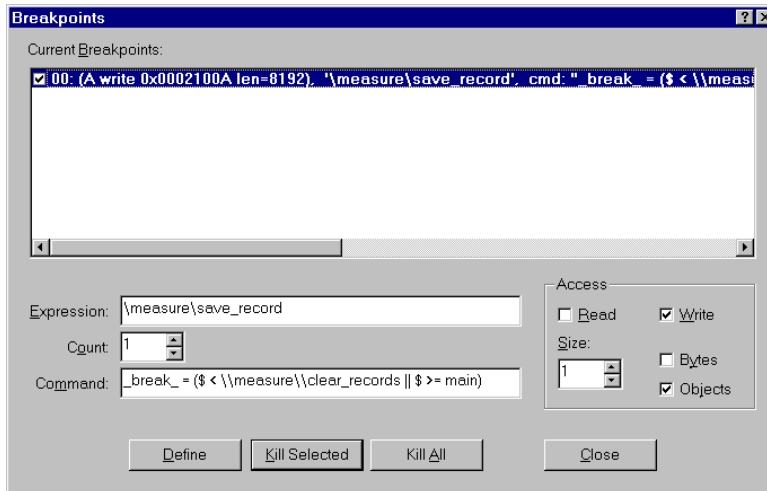 Breakpoints
Current Breakpoints:
00: (A write 0x0002100A len=8192), '\measure\save_record', cmd: "_break_ = ($ < \\measu
Expression: \measure\save_record
Count: 1
Command: _break_ = ($ < \\measure\\clear_records || $ >= main)
Access
Read Write
Size:
1
Bytes
Objects
Define Kill Selected Kill All Close